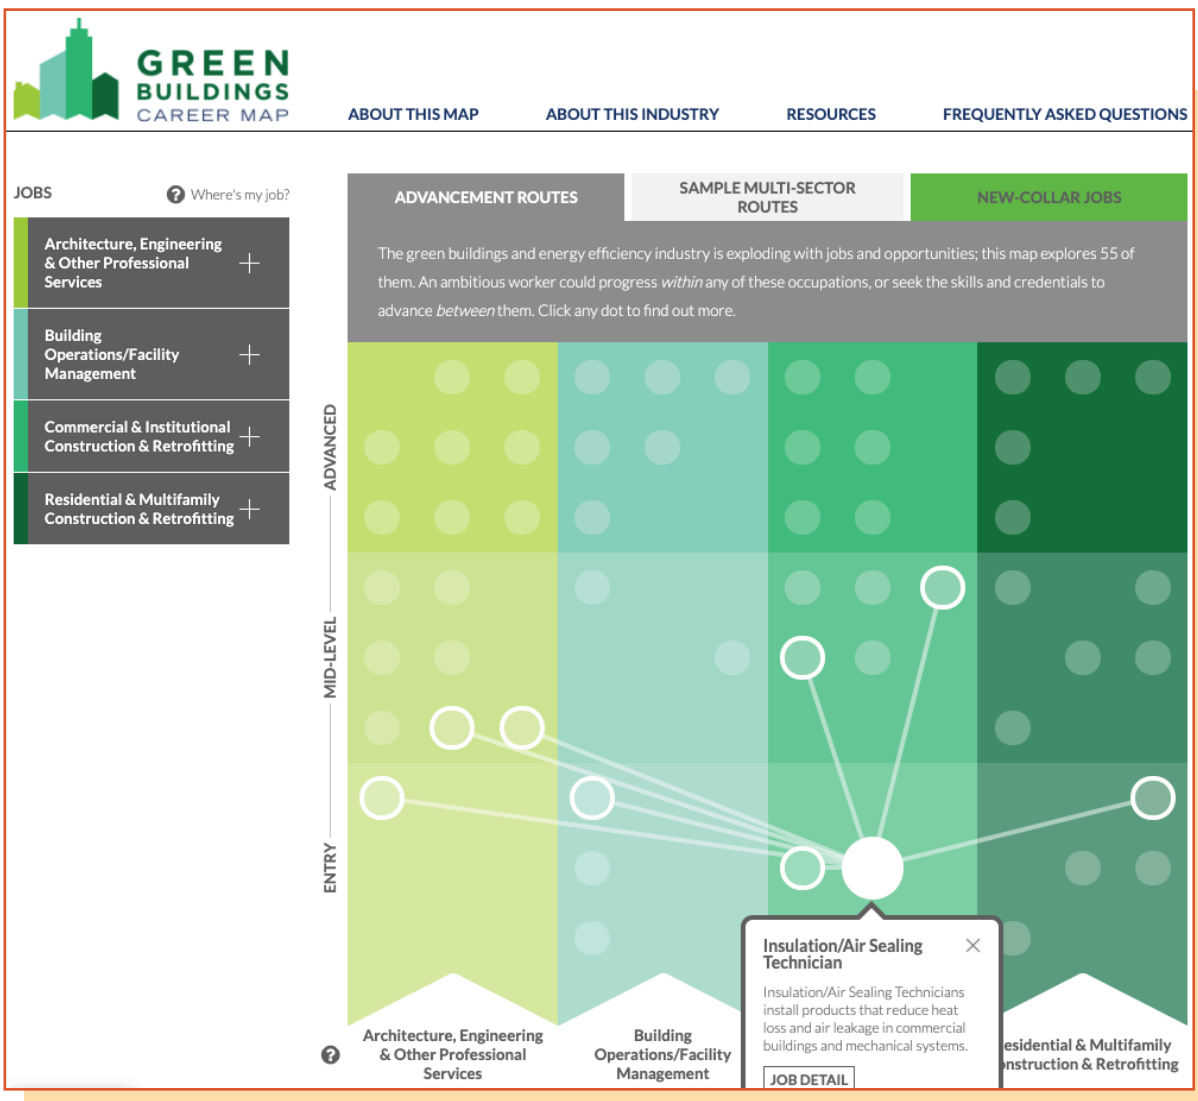 GREEN
BUILDINGS
CAREER MAP
ABOUT THIS MAP
ABOUT THIS INDUSTRY
RESOURCES
FREQUENTLY ASKED QUESTIONS
JOBS
? Where's my job?
Architecture, Engineering
& Other Professional
Services
Building
Operations/Facility
Management
Commercial & Institutional
Construction & Retrofitting
Residential & Multifamily
Construction & Retrofitting
ADVANCEMENT ROUTES
SAMPLE MULTI-SECTOR
ROUTES
NEW-COLLAR JOBS
The green buildings and energy efficiency industry is exploding with jobs and opportunities; this map explores 55 of
them. An ambitious worker could progress within any of these occupations, or seek the skills and credentials to
advance between them. Click any dot to find out more.
ADVANCED
MID-LEVEL
ENTRY
Insulation/Air Sealing
Technician
Insulation/Air Sealing Technicians
install products that reduce heat
loss and air leakage in commercial
buildings and mechanical systems.
JOB DETAIL
?
Architecture, Engineering
& Other Professional
Services
Building
Operations/Facility
Management
esidential & Multifamily
nstruction & Retrofitting